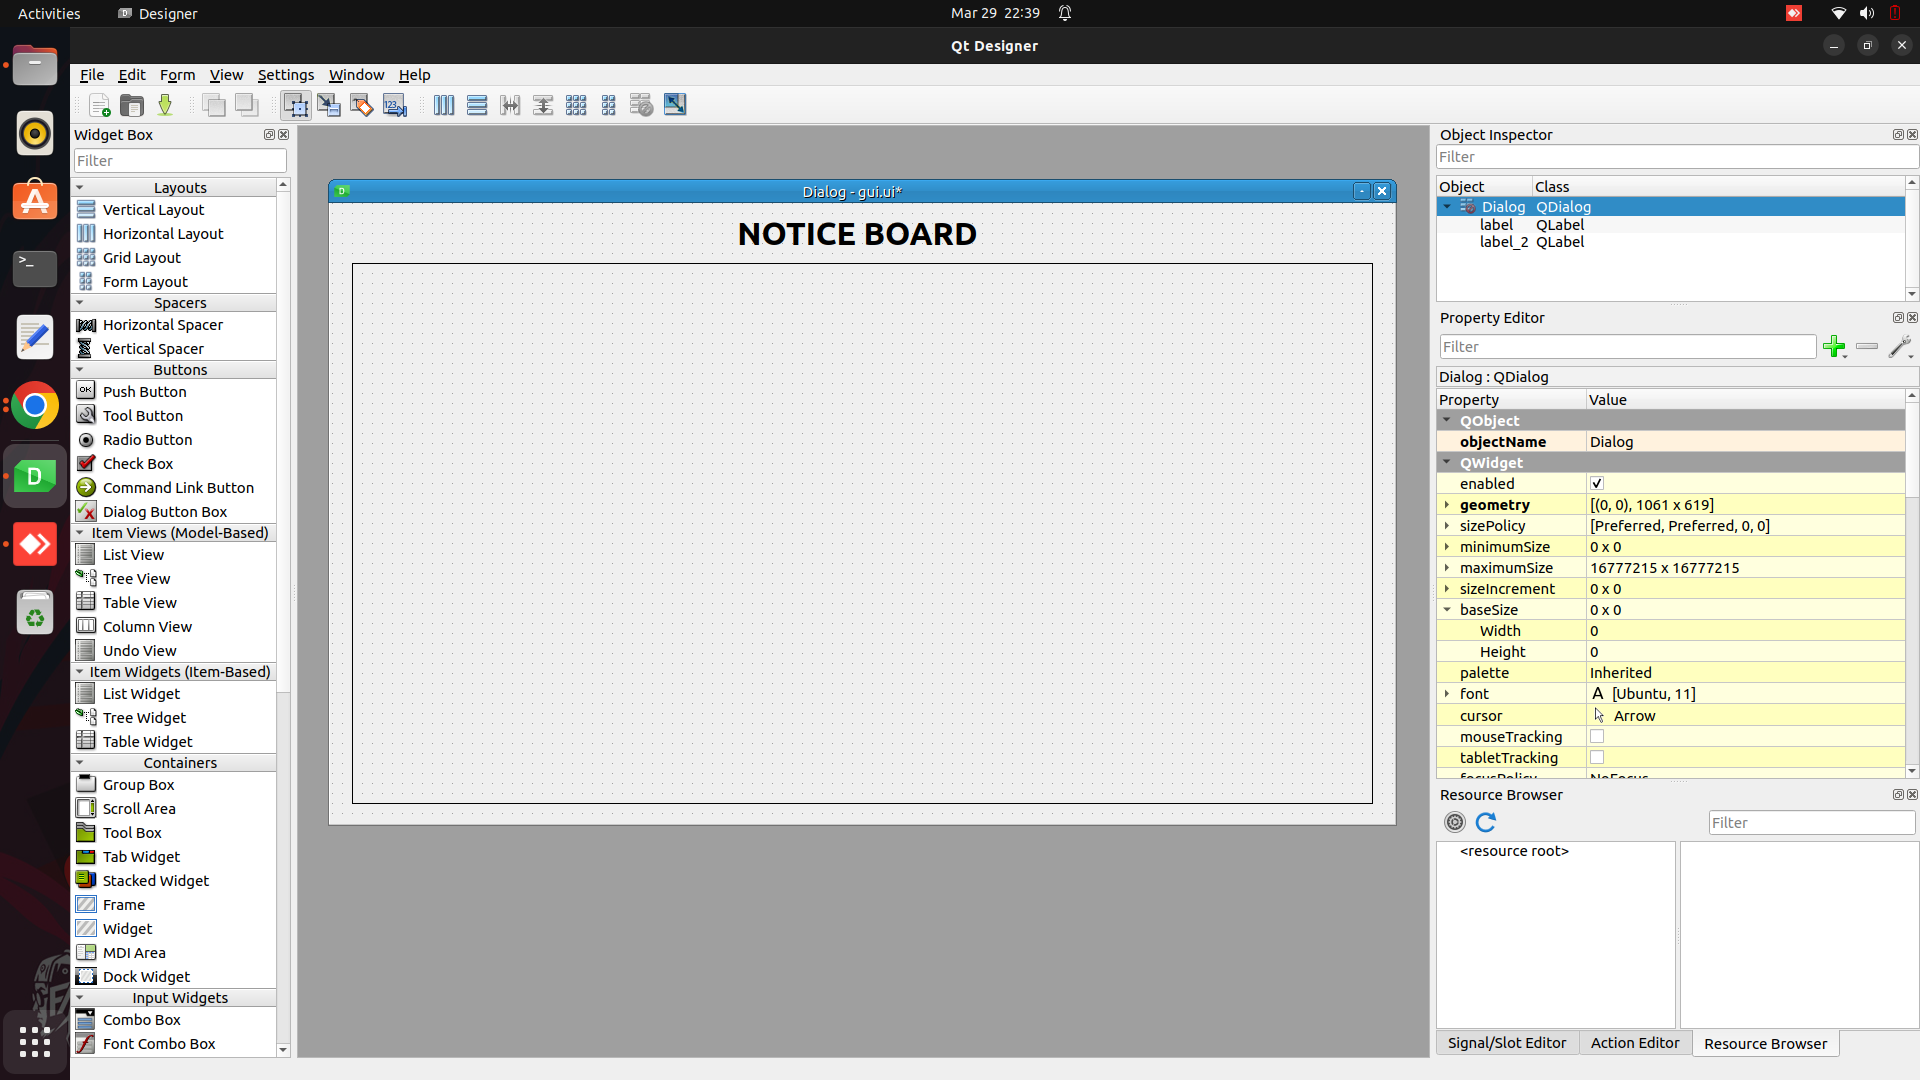 Activities
Designer
Mar 29 22:39
Qt Designer
File Edit Form View Settings Window Help
Widget Box
Filter
Layouts
Vertical Layout
Horizontal Layout
Grid Layout
Form Layout
Spacers
Horizontal Spacer
Vertical Spacer
Buttons
Push Button
Tool Button
Radio Button
Check Box
Command Link Button
Dialog Button Box
Item Views (Model-Based)
List View
Tree View
Table View
Column View
Undo View
Item Widgets (Item-Based)
List Widget
Tree Widget
Table Widget
Containers
Group Box
Scroll Area
Tool Box
Tab Widget
Stacked Widget
Frame
Widget
MDI Area
Dock Widget
Input Widgets
Combo Box
Font Combo Box
Dialog - gui.ui*
NOTICE BOARD
Object Inspector
Filter
Object Class
Dialog QDialog
label QLabel
label_2 QLabel
Property Editor
Filter
Dialog : QDialog
Property Value
QObject
objectName Dialog
QWidget
enabled
geometry [(0, 0), 1061 x 619]
sizePolicy [Preferred, Preferred, 0, 0]
minimumSize 0 x 0
maximumSize 16777215 x 16777215
sizeIncrement 0 x 0
baseSize 0 x 0
Width 0
Height 0
palette Inherited
font A [Ubuntu, 11]
cursor Arrow
mouseTracking
tabletTracking
focusPolicy NoFocus
Resource Browser
Filter
<resource root>
Signal/Slot Editor Action Editor Resource Browser